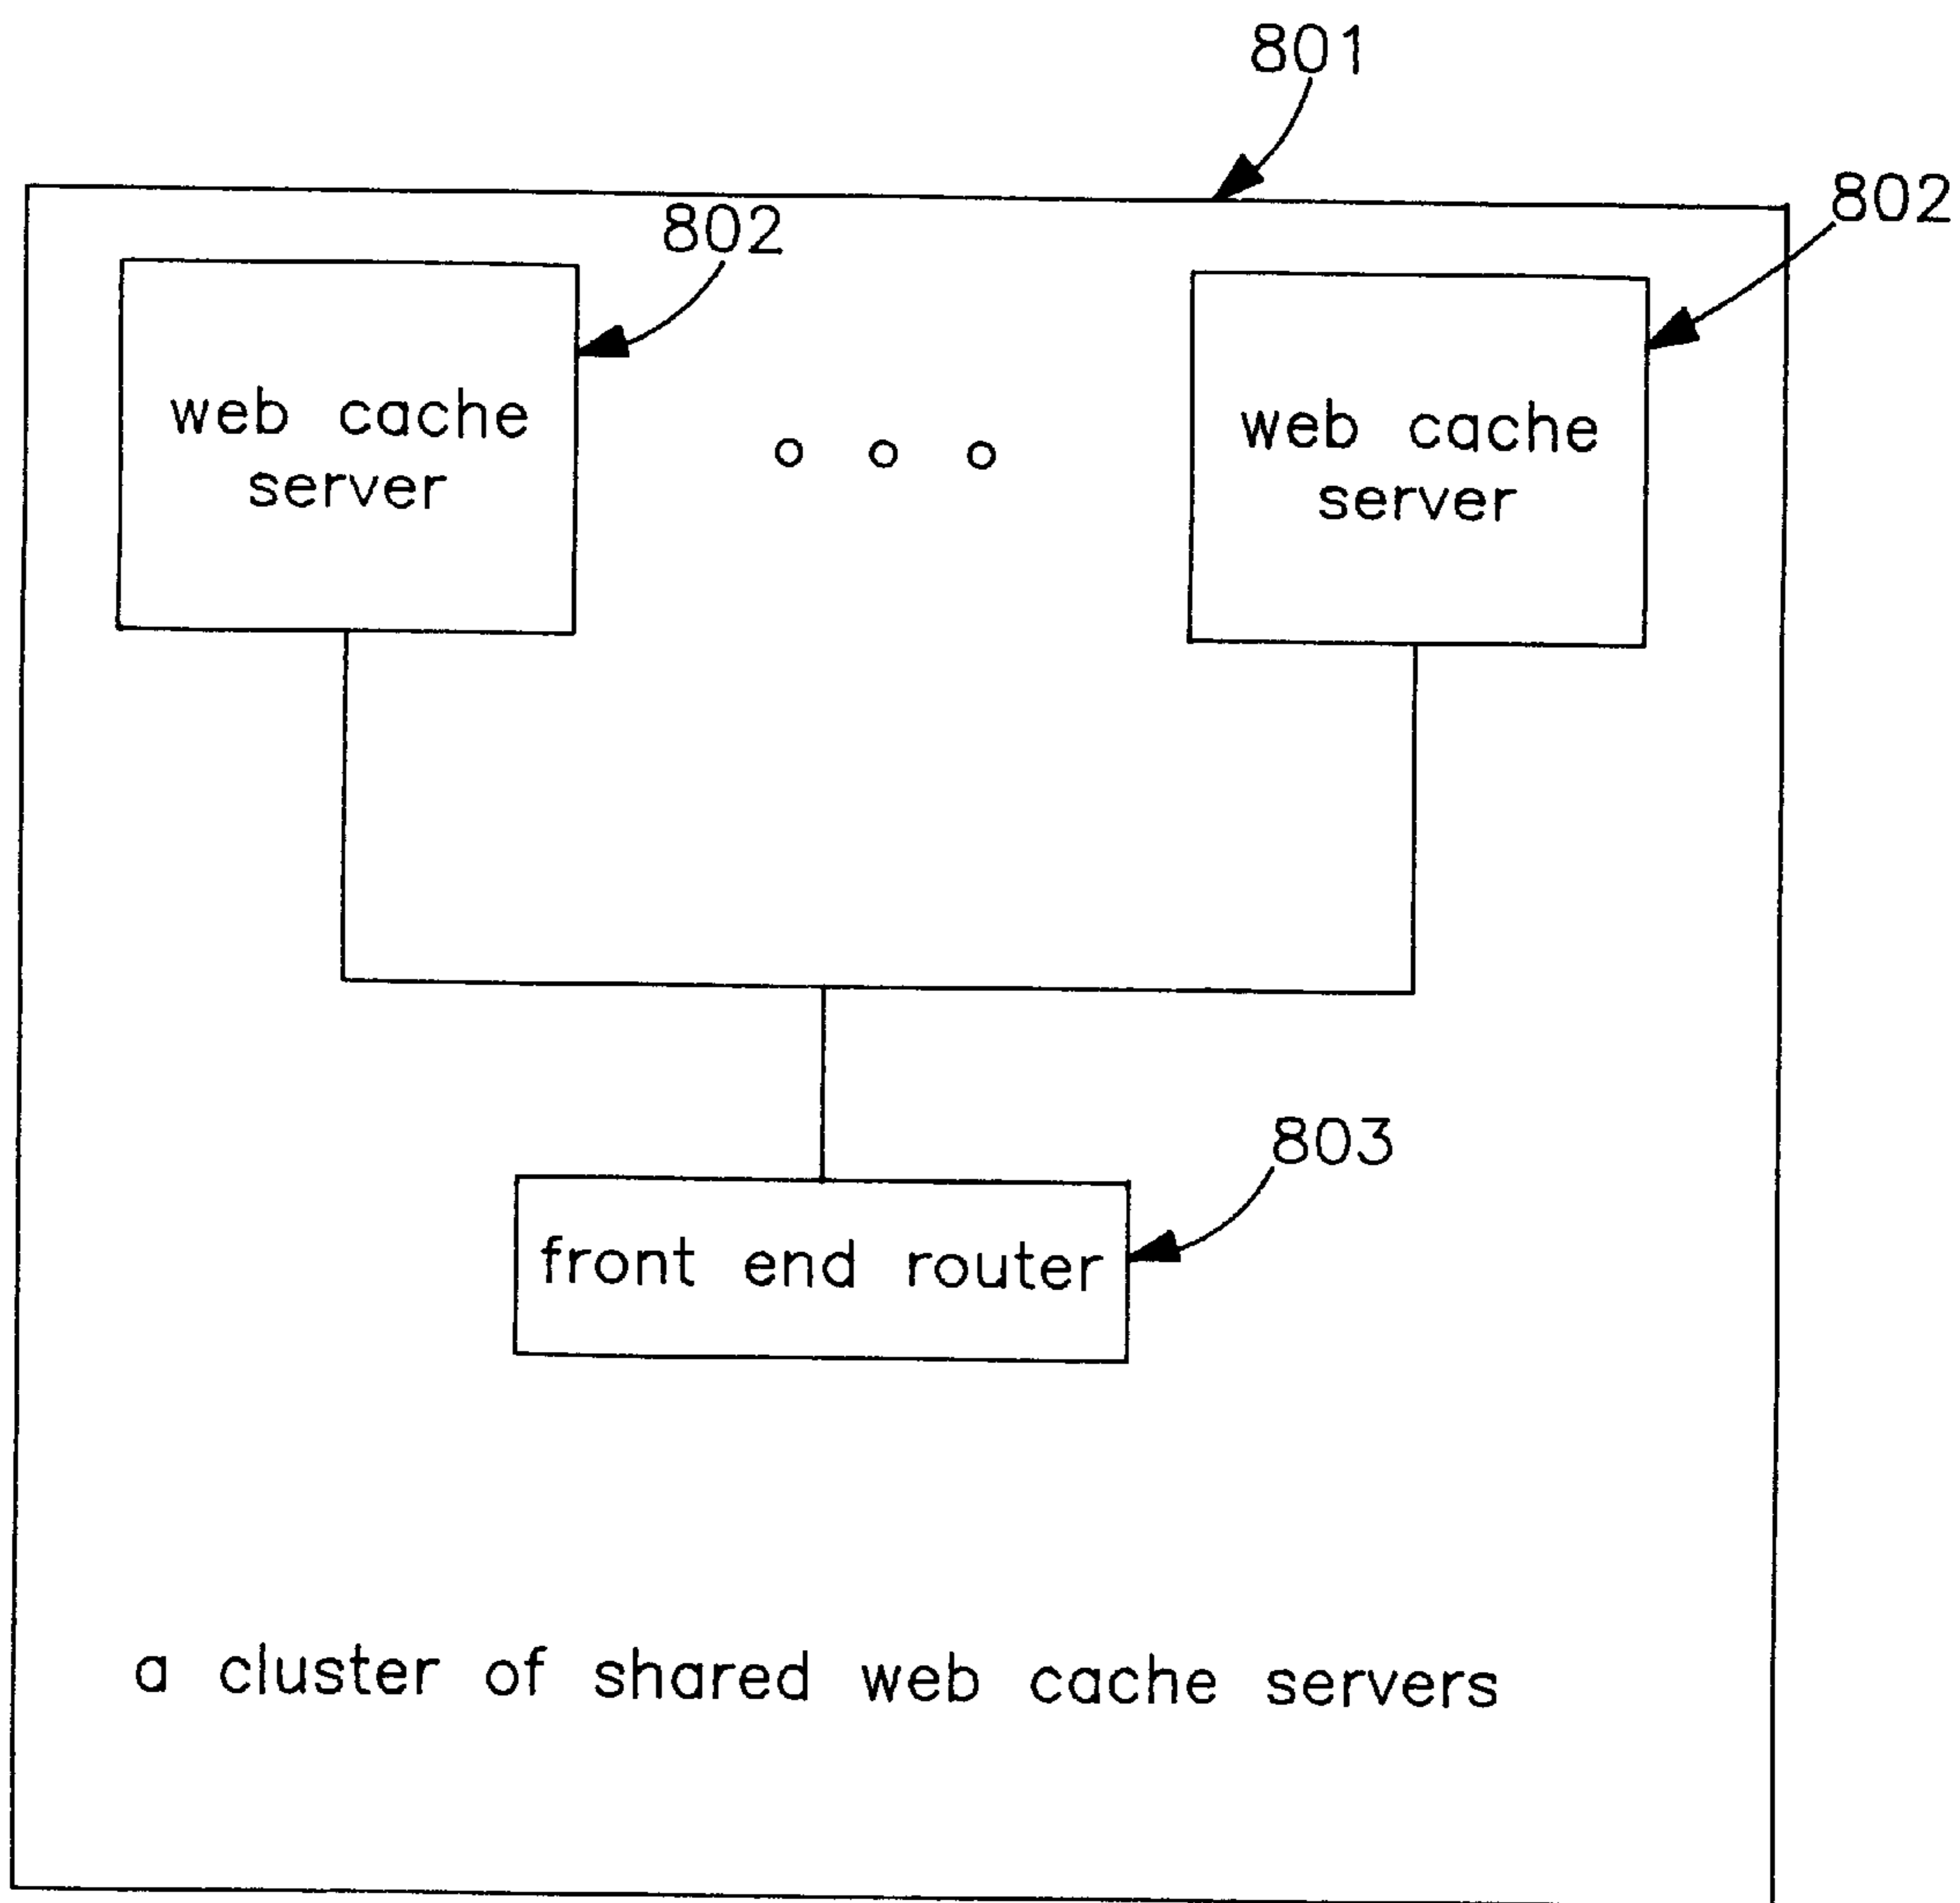 801
802
802
web cache
server
web cache
server
803
front end router
a cluster of shared web cache servers